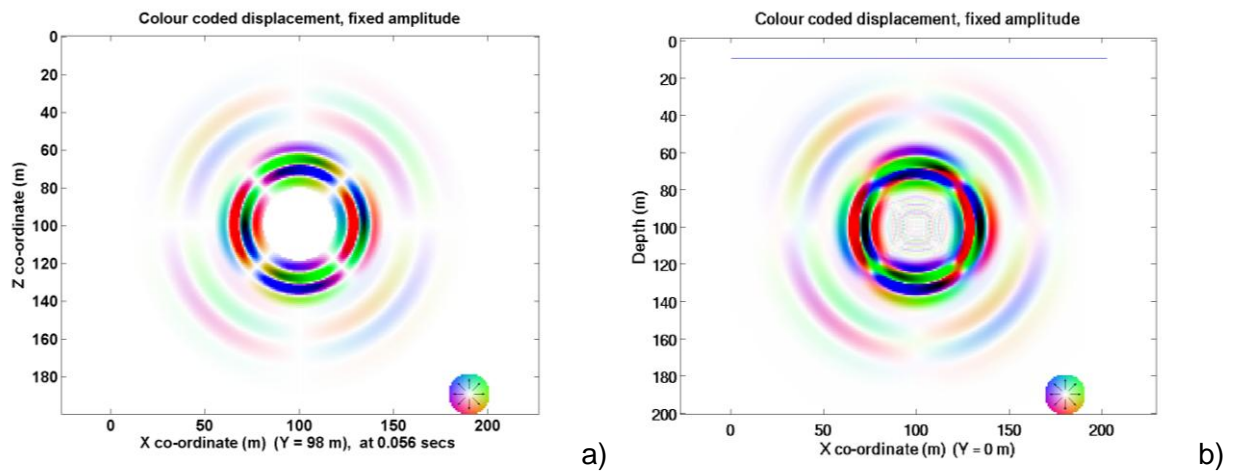 Colour coded displacement, fixed amplitude
0
20
40
60
80
100
120
140
160
180
Z co-ordinate (m)
0 50 100 150 200
X co-ordinate (m) (Y = 98 m), at 0.056 secs
a)
Colour coded displacement, fixed amplitude
0
20
40
60
80
100
120
140
160
180
200
Depth (m)
0 50 100 150 200
X co-ordinate (m) (Y = 0 m)
b)